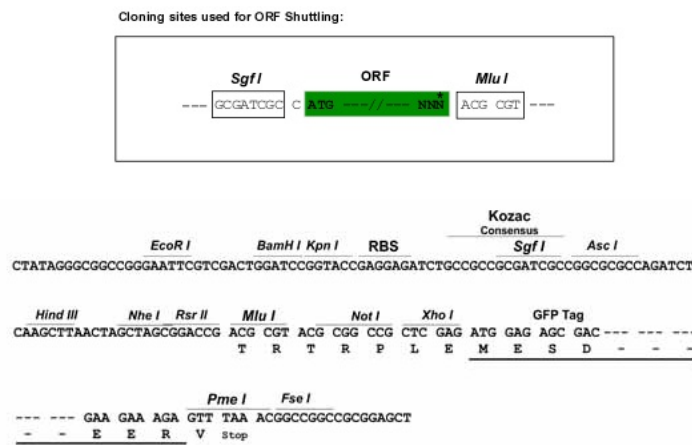 Cloning sites used for ORF Shuttling:
Sgf I ORF Mlu I
--- GCGATCGC C ATG ---//--- NNN* ACG CGT ---
Kozac
Consensus
EcoR I BamH I Kpn I RBS Sgf I Asc I
CTATAGGGCGGCCGGGAATTCGTCGACTGGATCCGGTACCGAGGAGATCTGCCGCCGCGATCGCCGGCGCGCCAGATCT
Hind III Nhe I Rsr II Mlu I Not I Xho I GFP Tag
CAAGCTTAACTAGCTAGCGGACCG ACG CGT ACG CGG CCG CTC GAG ATG GAG AGC GAC--- --- ---
T R T R P L E M E S D - - -
Pme I Fse I
--- --- GAA GAA AGA GTT TAA ACGGCCGGCCGCGGAGCT
- - E E R V Stop